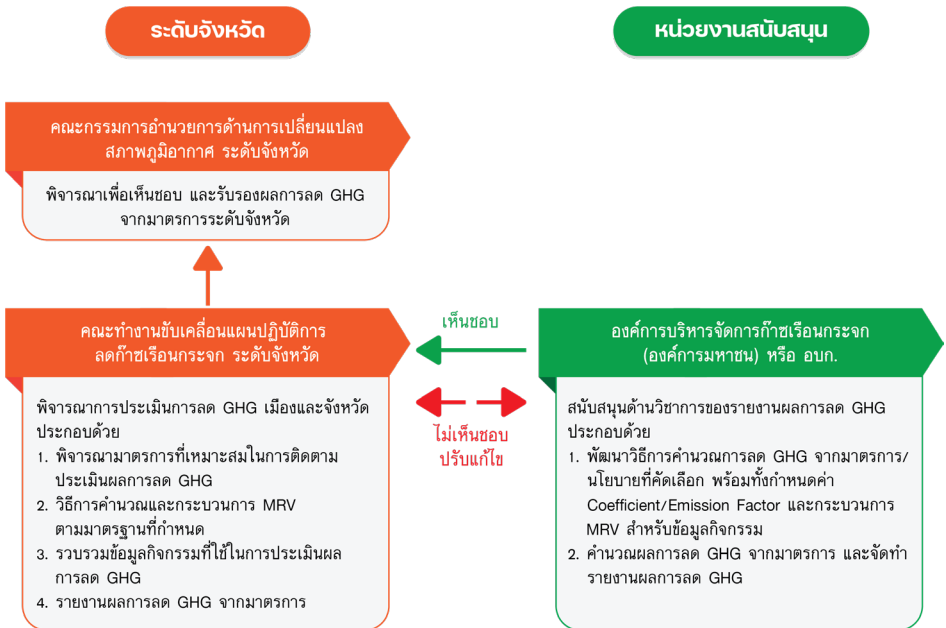 ระดับจังหวัด
หน่วยงานสนับสนุน
คณะกรรมการอำนวยการด้านการเปลี่ยนแปลง
สภาพภูมิอากาศ ระดับจังหวัด
พิจารณาเพื่อเห็นชอบ และรับรองผลการลด GHG
จากมาตรการระดับจังหวัด
คณะทำงานขับเคลื่อนแผนปฏิบัติการ
ลดก๊าซเรือนกระจก ระดับจังหวัด
พิจารณาการประเมินการลด GHG เมืองและจังหวัด
ประกอบด้วย
1. พิจารณามาตรการที่เหมาะสมในการติดตาม
ประเมินผลการลด GHG
2. วิธีการคำนวณและกระบวนการ MRV
ตามมาตรฐานที่กำหนด
3. รวบรวมข้อมูลกิจกรรมที่ใช้ในการประเมินผล
การลด GHG
4. รายงานผลการลด GHG จากมาตรการ
เห็นชอบ
ไม่เห็นชอบ
ปรับแก้ไข
องค์การบริหารจัดการก๊าซเรือนกระจก
(องค์การมหาชน) หรือ อบก.
สนับสนุนด้านวิชาการของรายงานผลการลด GHG
ประกอบด้วย
1. พัฒนาวิธีการคำนวณการลด GHG จากมาตรการ/
นโยบายที่คัดเลือก พร้อมทั้งกำหนดค่า
Coefficient/Emission Factor และกระบวนการ
MRV สำหรับข้อมูลกิจกรรม
2. คำนวณผลการลด GHG จากมาตรการ และจัดทำ
รายงานผลการลด GHG